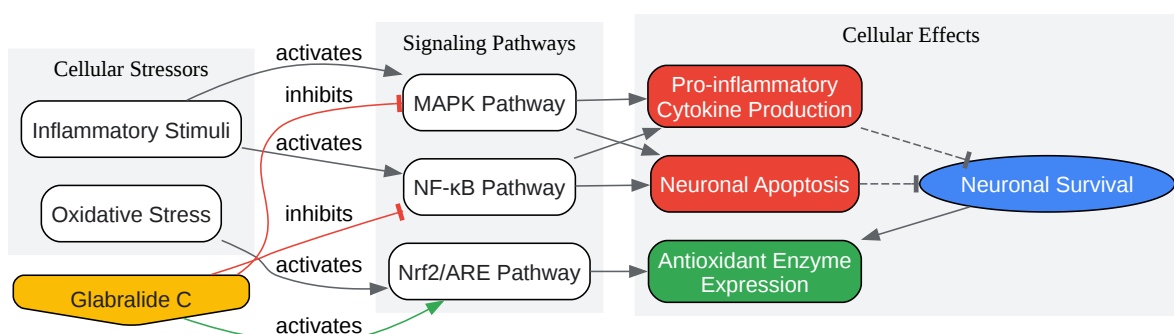 Cellular Stressors
Inflammatory Stimuli
Oxidative Stress
Glabralide C
activates
inhibits
activates
inhibits
activates
activates
Signaling Pathways
MAPK Pathway
NF-κB Pathway
Nrf2/ARE Pathway
Cellular Effects
Pro-inflammatory
Cytokine Production
Neuronal Apoptosis
Antioxidant Enzyme
Expression
Neuronal Survival